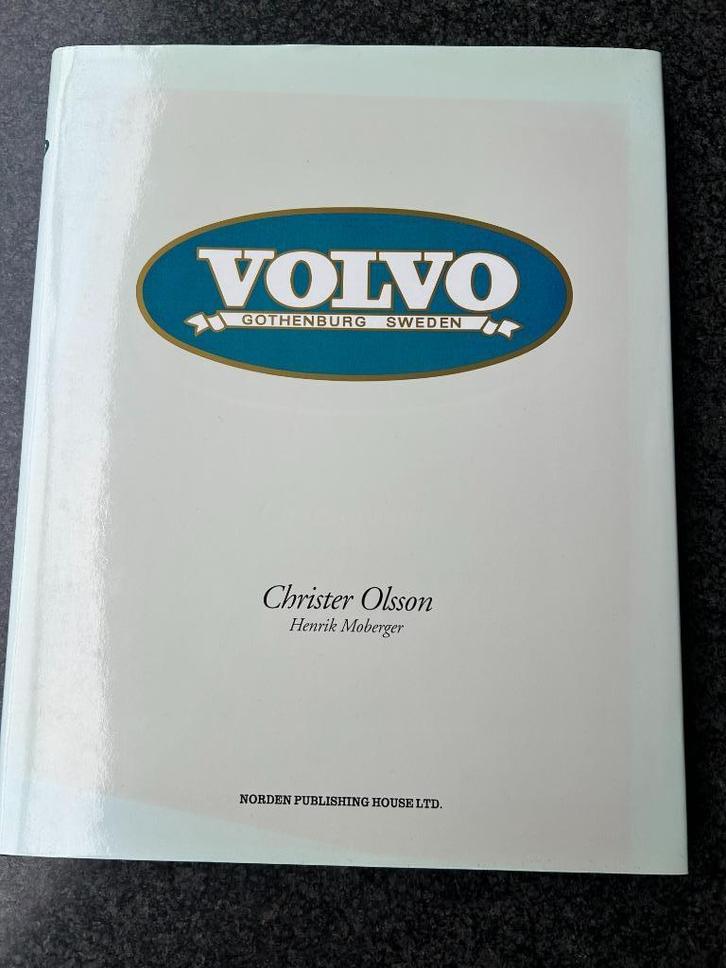 VOLVO
GOTHENBURG SWEDEN
Christer Olsson
Henrik Moberger
NORDEN PUBLISHING HOUSE LTD.